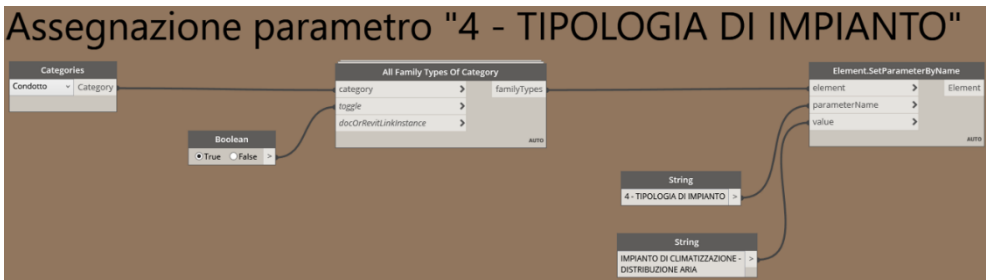 Assegnazione parametro "4 - TIPOLOGIA DI IMPIANTO"
Categories
Condotto Category
All Family Types Of Category
category > familyTypes
toggle >
docOrRevitLinkInstance >
AUTO
Boolean
True False >
Element.SetParameterByName
element > Element
parameterName >
value >
AUTO
String
4 - TIPOLOGIA DI IMPIANTO >
String
IMPIANTO DI CLIMATIZZAZIONE - >
DISTRIBUZIONE ARIA